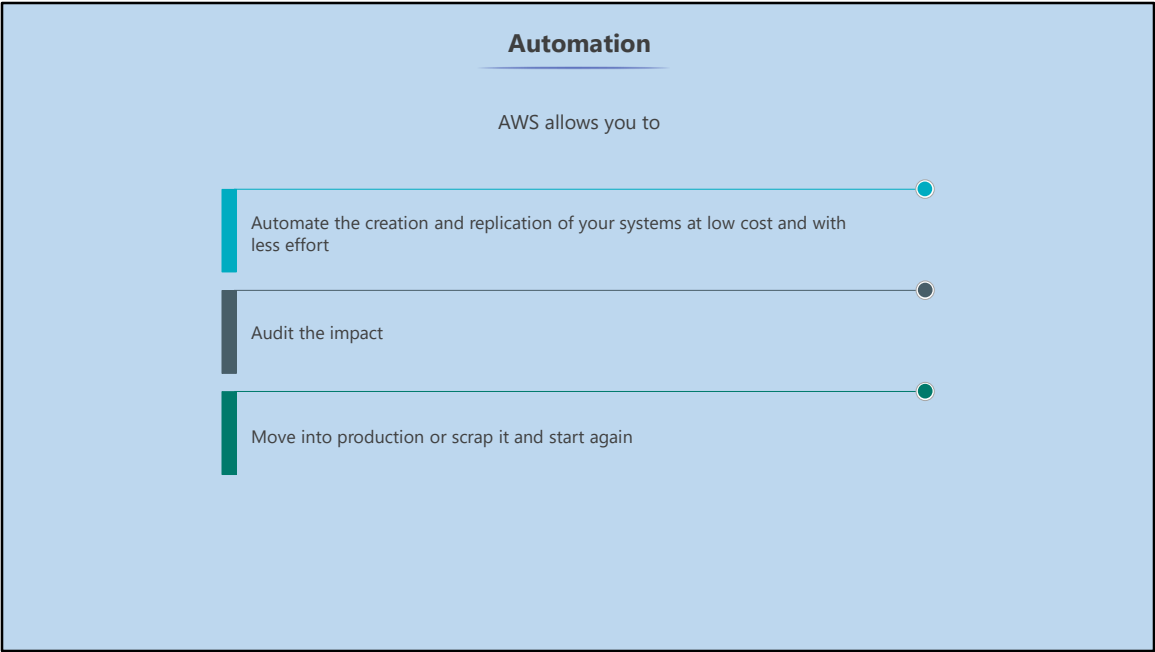 Automation
AWS allows you to
Automate the creation and replication of your systems at low cost and with
less effort
Audit the impact
Move into production or scrap it and start again